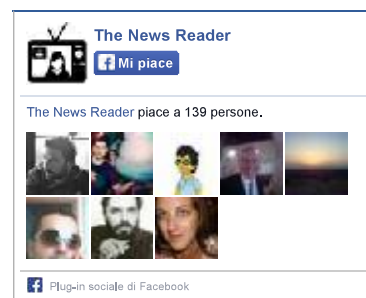 The News Reader
Mi piace
The News Reader piace a 139 persone.
Plug-in sociale di Facebook